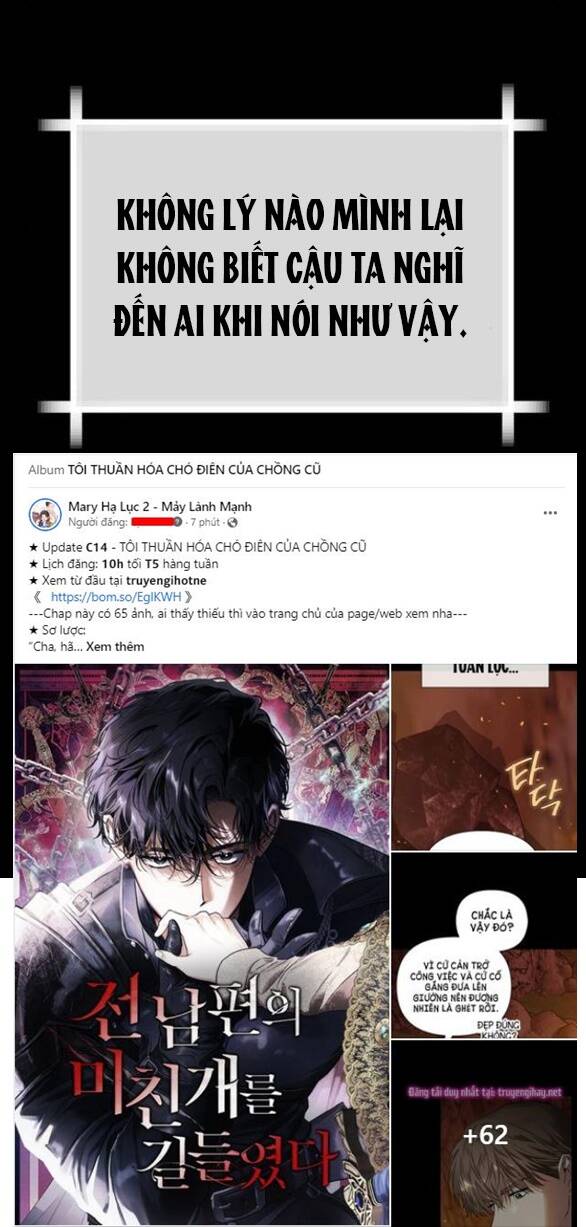 KHÔNG LÝ NÀO MÌNH LẠI
KHÔNG BIẾT CẬU TA NGHĨ
ĐẾN AI KHI NÓI NHƯ VẬY.
Album TÔI THUẦN HÓA CHÓ ĐIÊN CỦA CHỒNG CŨ
Mary Hạ Lục 2 - Mảy Lành Mạnh
Người đăng: · 7 phút ·
★ Update C14 - TÔI THUẦN HÓA CHÓ ĐIÊN CỦA CHỒNG CŨ
★ Lịch đăng: 10h tối T5 hàng tuần
★ Xem từ đầu tại truyengihotne
《 https://bom.so/EgIKWH 》
---Chap này có 65 ảnh, ai thấy thiếu thì vào trang chủ của page/web xem nha---
★ Sơ lược:
“Cha, hã... Xem thêm
TUẦN LỘC...
타
닥
CHẮC LÀ
VẬY ĐÓ?
VÌ CỨ CẢN TRỞ
CÔNG VIỆC VÀ CỨ CỐ
GẮNG ĐƯA LÊN
GIƯỜNG NÊN ĐƯƠNG
NHIÊN LÀ GHÉT RỒI.
ĐẸP ĐÚNG
KHÔNG?
전남편의
미친개를
길들였다
Đăng tải duy nhất tại: truyengihay.net
+62